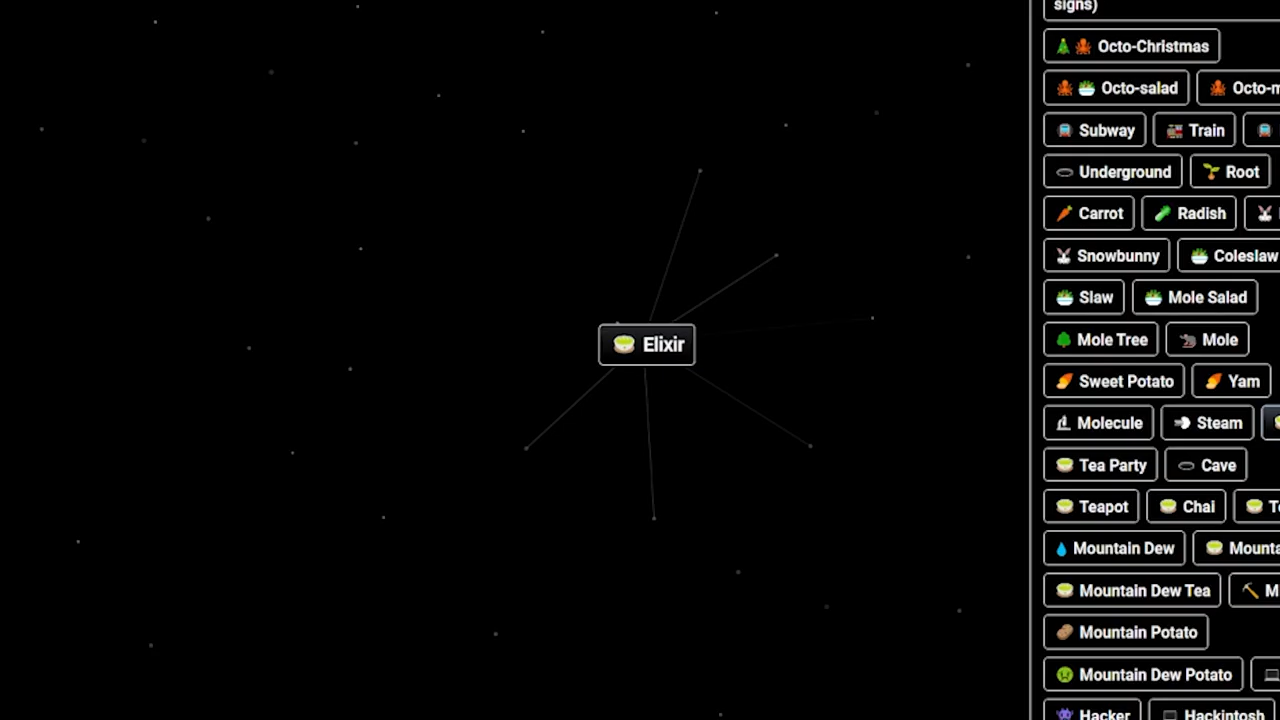 signs)
Octo-Christmas
Octo-salad
Subway Train
Underground Root
Carrot Radish
Snowbunny Coleslaw
Elixir
Slaw Mole Salad
Mole Tree Mole
Sweet Potato Yam
Molecule Steam
Tea Party Cave
Teapot Chai
Mountain Dew
Mountain Dew Tea
Mountain Potato
Mountain Dew Potato
Hacker Hackintosh